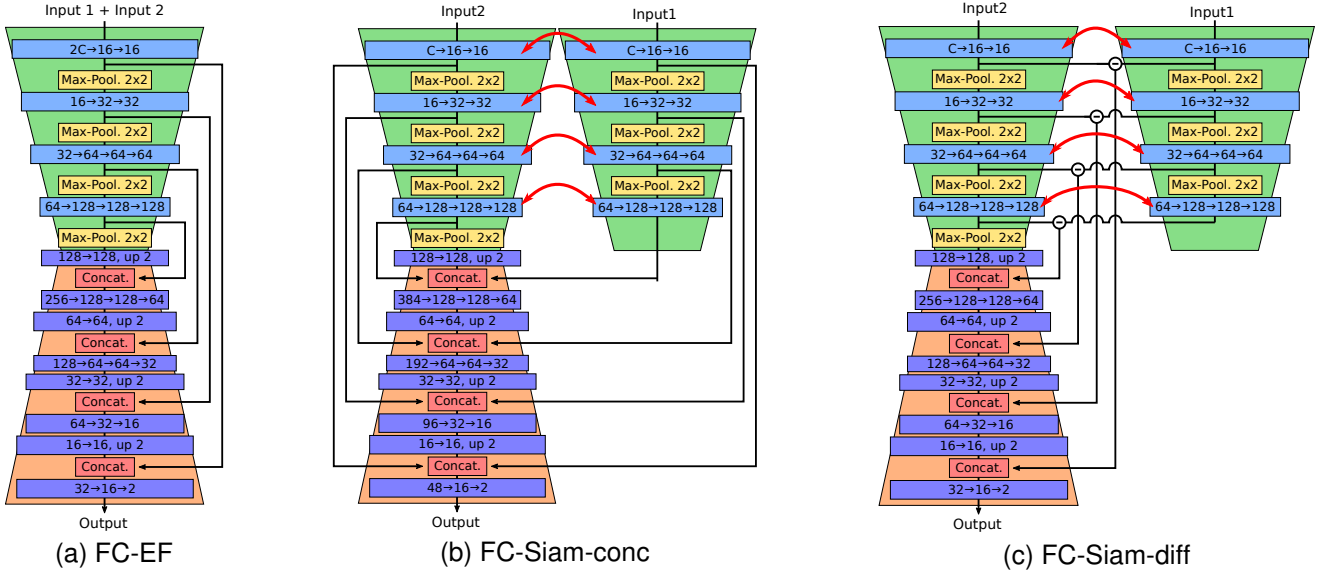 Input 1 + Input 2
2C→16→16
Max-Pool. 2x2
16→32→32
Max-Pool. 2x2
32→64→64→64
Max-Pool. 2x2
64→128→128→128
Max-Pool. 2x2
128→128, up 2
Concat.
256→128→128→64
64→64, up 2
Concat.
128→64→64→32
32→32, up 2
Concat.
64→32→16
16→16, up 2
Concat.
32→16→2
Output
(a) FC-EF
Input2
C→16→16
Max-Pool. 2x2
16→32→32
Max-Pool. 2x2
32→64→64→64
Max-Pool. 2x2
64→128→128→128
Max-Pool. 2x2
128→128, up 2
Concat.
384→128→128→64
64→64, up 2
Concat.
192→64→64→32
32→32, up 2
Concat.
96→32→16
16→16, up 2
Concat.
48→16→2
Output
Input1
C→16→16
Max-Pool. 2x2
16→32→32
Max-Pool. 2x2
32→64→64→64
Max-Pool. 2x2
64→128→128→128
(b) FC-Siam-conc
Input2
C→16→16
Max-Pool. 2x2
16→32→32
Max-Pool. 2x2
32→64→64→64
Max-Pool. 2x2
64→128→128→128
Max-Pool. 2x2
128→128, up 2
Concat.
256→128→128→64
64→64, up 2
Concat.
128→64→64→32
32→32, up 2
Concat.
64→32→16
16→16, up 2
Concat.
32→16→2
Output
Input1
C→16→16
Max-Pool. 2x2
16→32→32
Max-Pool. 2x2
32→64→64→64
Max-Pool. 2x2
64→128→128→128
(c) FC-Siam-diff